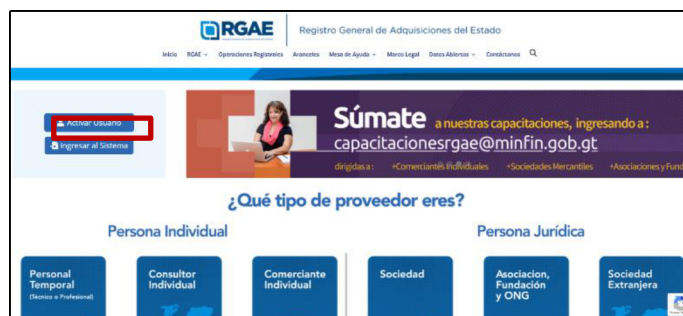 RGAE
Registro General de Adquisiciones del Estado
Inicio RGAE Operaciones Registrales Aranceles Mesa de Ayuda Marco Legal Datos Abiertos Contáctanos
Activar Usuario
Ingresar al Sistema
Súmate a nuestras capacitaciones, ingresando a :
capacitacionesrgae@minfin.gob.gt
dirigidas a : +Comerciantes Individuales +Sociedades Mercantiles +Asociaciones y Fund
¿Qué tipo de proveedor eres?
Persona Individual Persona Jurídica
Personal Temporal
(Técnico o Profesional)
Consultor Individual
Comerciante Individual
Sociedad
Asociacion,
Fundación
y ONG
Sociedad
Extranjera